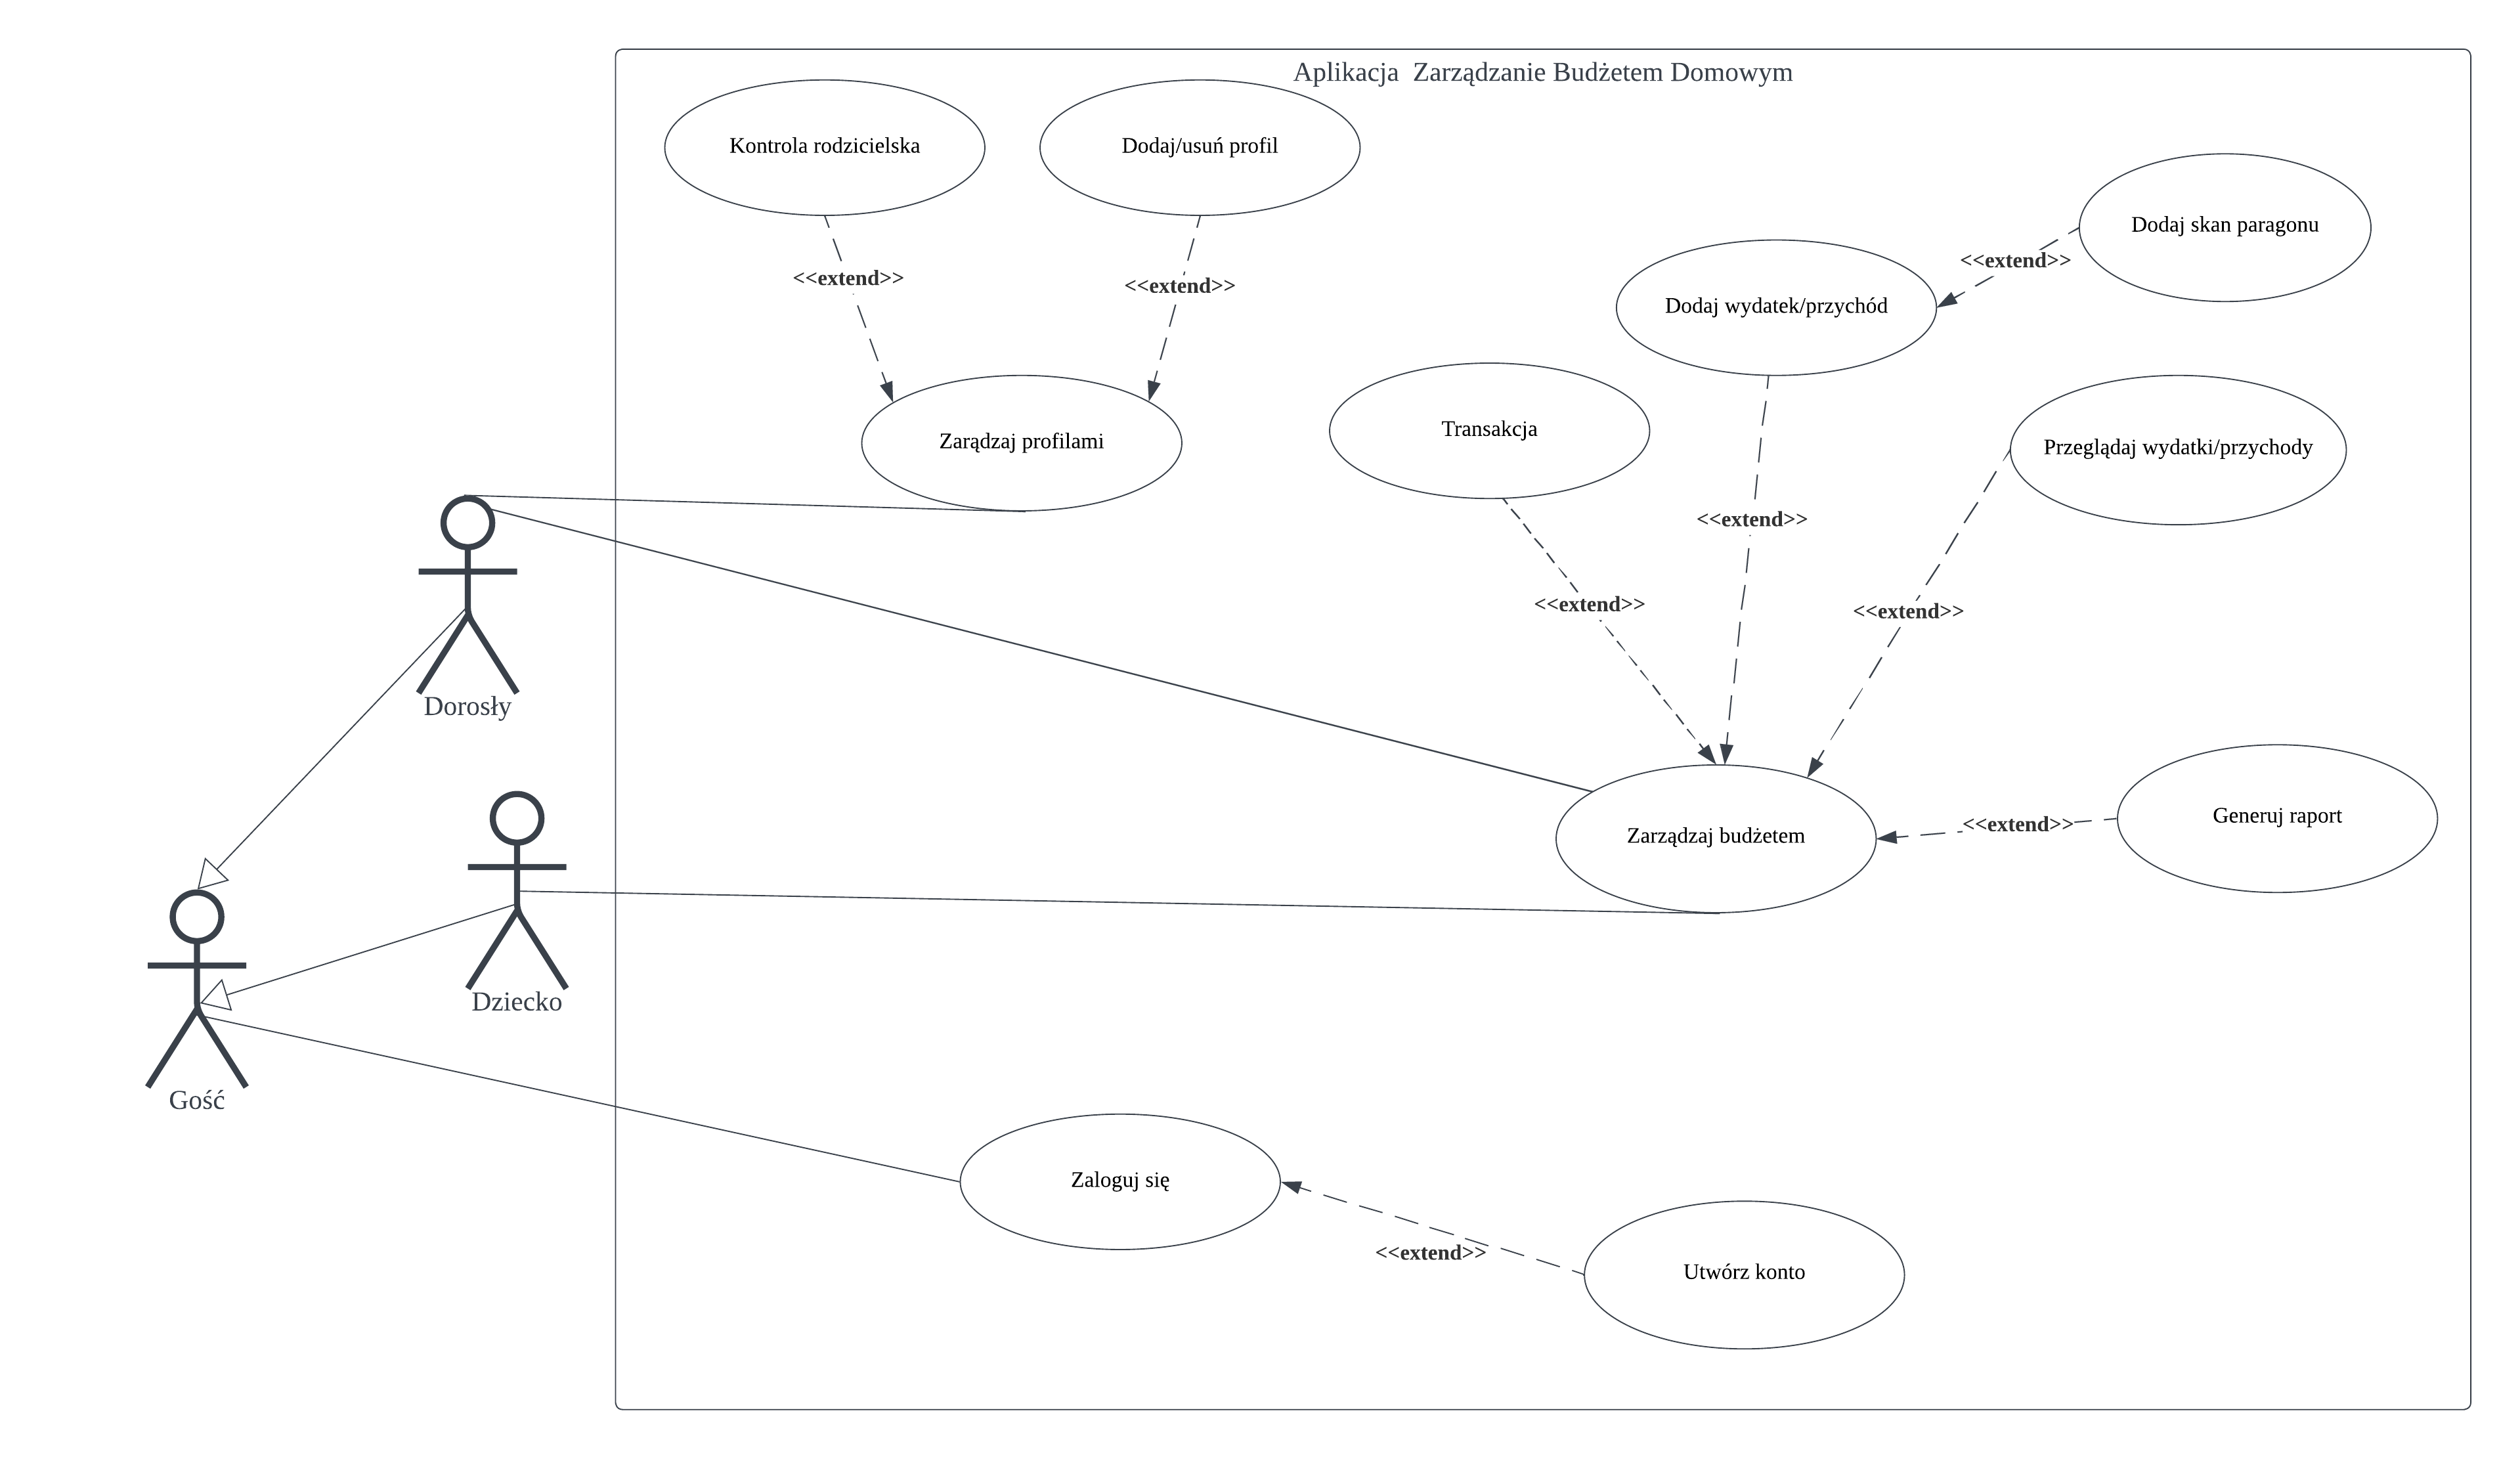 Aplikacja  Zarządzanie Budżetem Domowym
Kontrola rodzicielska
Dodaj/usuń profil
Dodaj skan paragonu
<<extend>>
<<extend>>
<<extend>>
Dodaj wydatek/przychód
Transakcja
Zarądzaj profilami
Przeglądaj wydatki/przychody
<<extend>>
<<extend>>
<<extend>>
Dorosły
Zarządzaj budżetem
<<extend>>
Generuj raport
Dziecko
Gość
Zaloguj się
<<extend>>
Utwórz konto